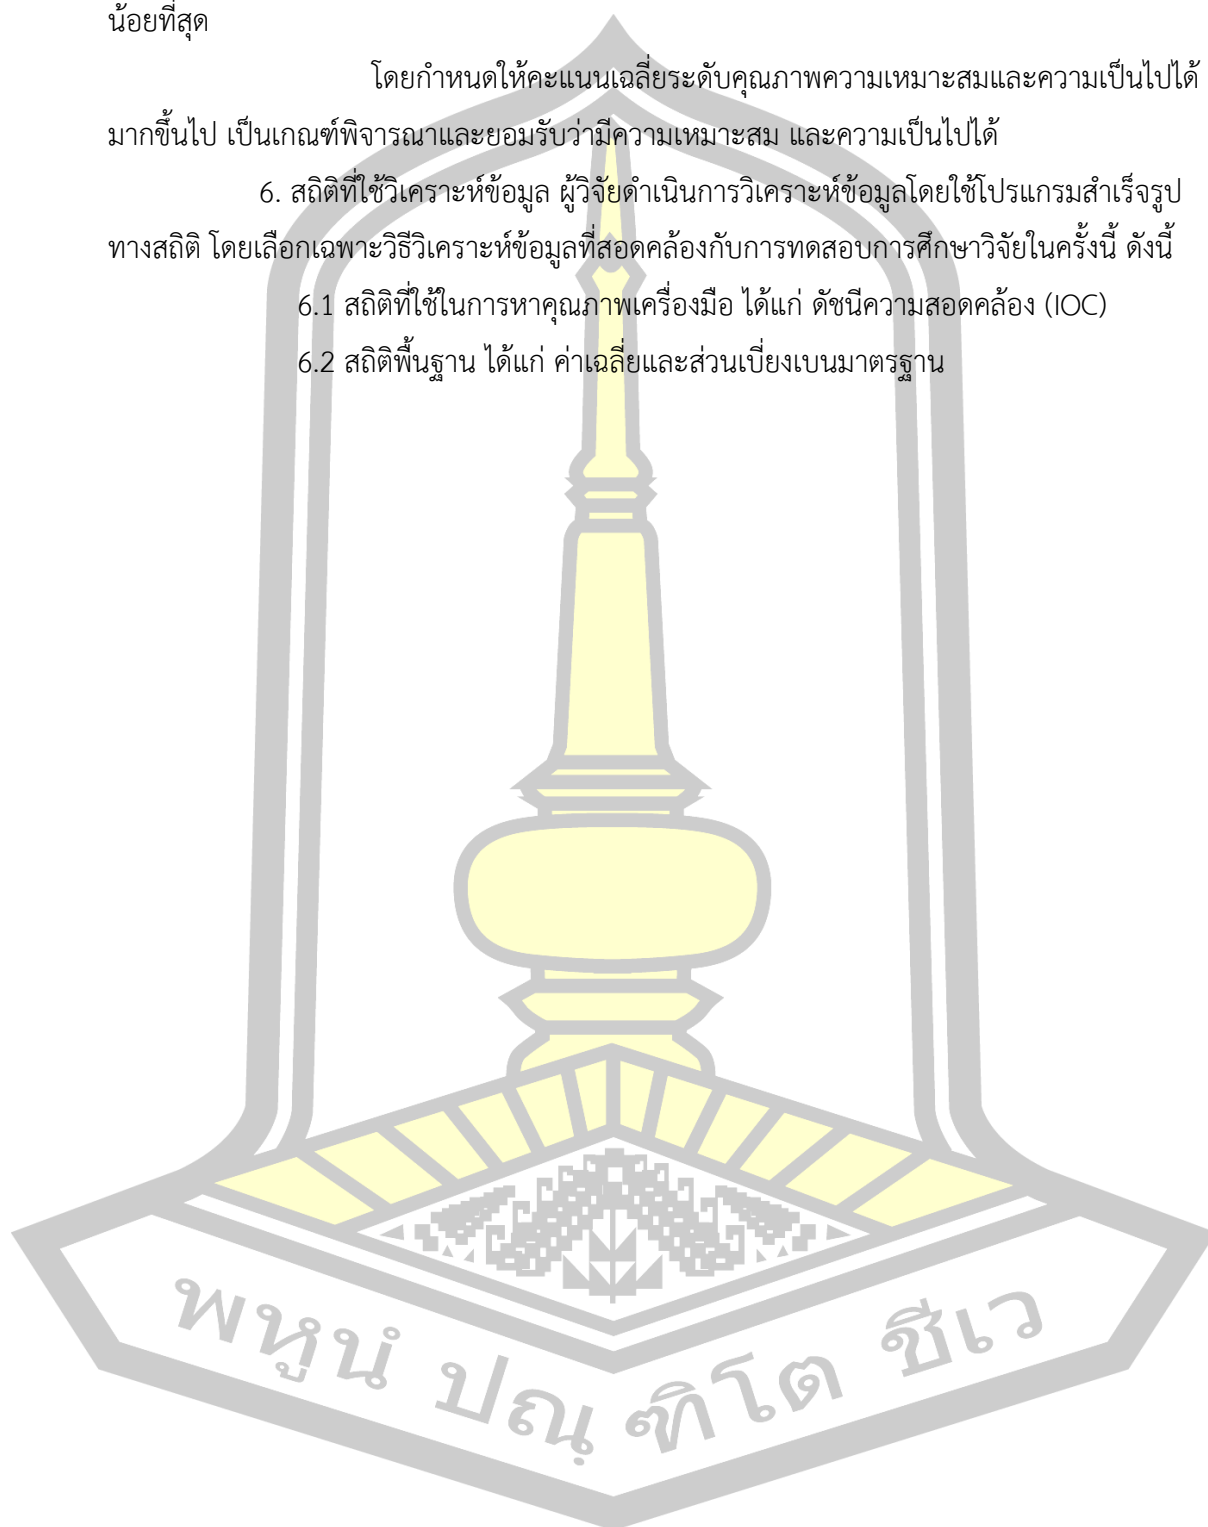 น้อยที่สุด
โดยกำหนดให้คะแนนเฉลี่ยระดับคุณภาพความเหมาะสมและความเป็นไปได้
มากขึ้นไป เป็นเกณฑ์พิจารณาและยอมรับว่ามีความเหมาะสม และความเป็นไปได้
6. สถิติที่ใช้วิเคราะห์ข้อมูล ผู้วิจัยดำเนินการวิเคราะห์ข้อมูลโดยใช้โปรแกรมสำเร็จรูป
ทางสถิติ โดยเลือกเฉพาะวิธีวิเคราะห์ข้อมูลที่สอดคล้องกับการทดสอบการศึกษาวิจัยในครั้งนี้ ดังนี้
6.1 สถิติที่ใช้ในการหาคุณภาพเครื่องมือ ได้แก่ ดัชนีความสอดคล้อง (IOC)
6.2 สถิติพื้นฐาน ได้แก่ ค่าเฉลี่ยและส่วนเบี่ยงเบนมาตรฐาน
พหูนํ ปณฺ ฑิโต ชีเว